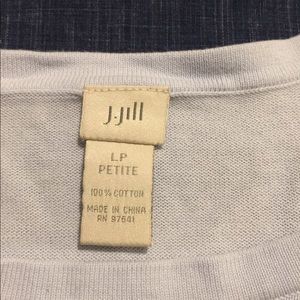 J.Jill
LP
PETITE
100% COTTON
MADE IN CHINA
RN 97641